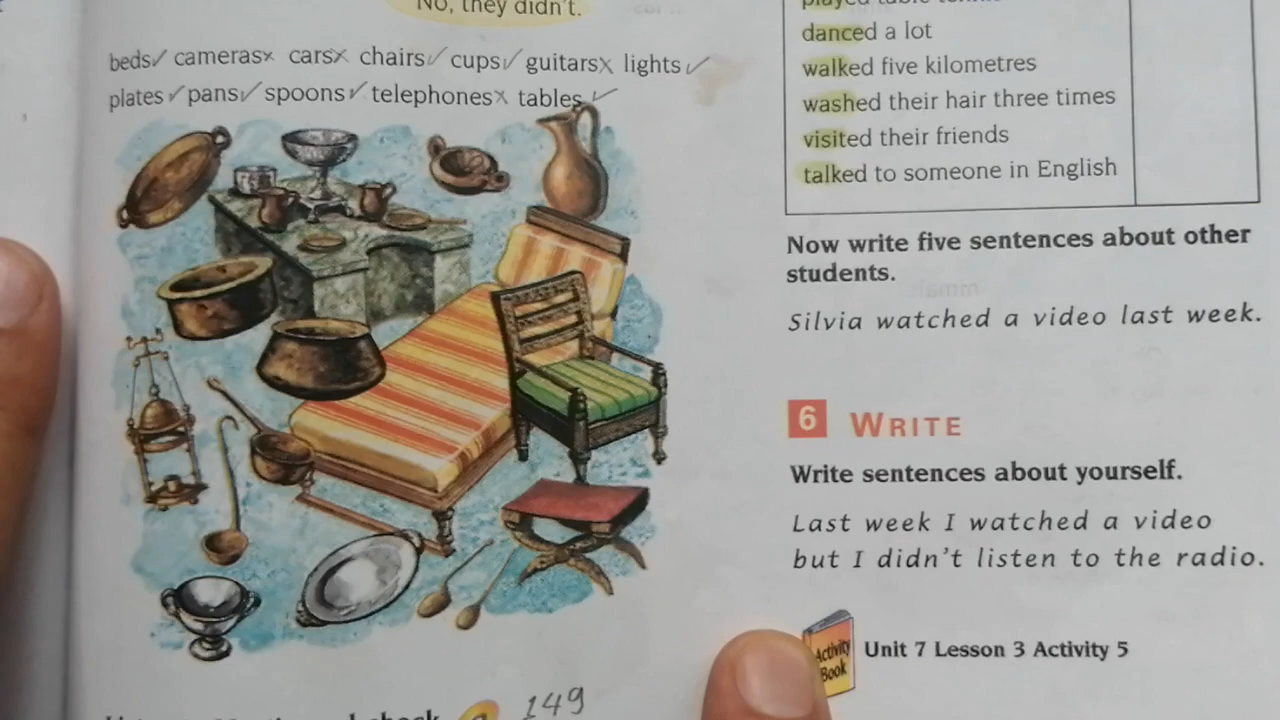 No, they didn't.
beds✓ cameras× cars× chairs✓ cups✓ guitars× lights✓
plates✓ pans✓ spoons✓ telephones× tables✓
149
played table tennis
danced a lot
walked five kilometres
washed their hair three times
visited their friends
talked to someone in English
Now write five sentences about other
students.
Silvia watched a video last week.
6 WRITE
Write sentences about yourself.
Last week I watched a video
but I didn't listen to the radio.
Activity
Book
Unit 7 Lesson 3 Activity 5